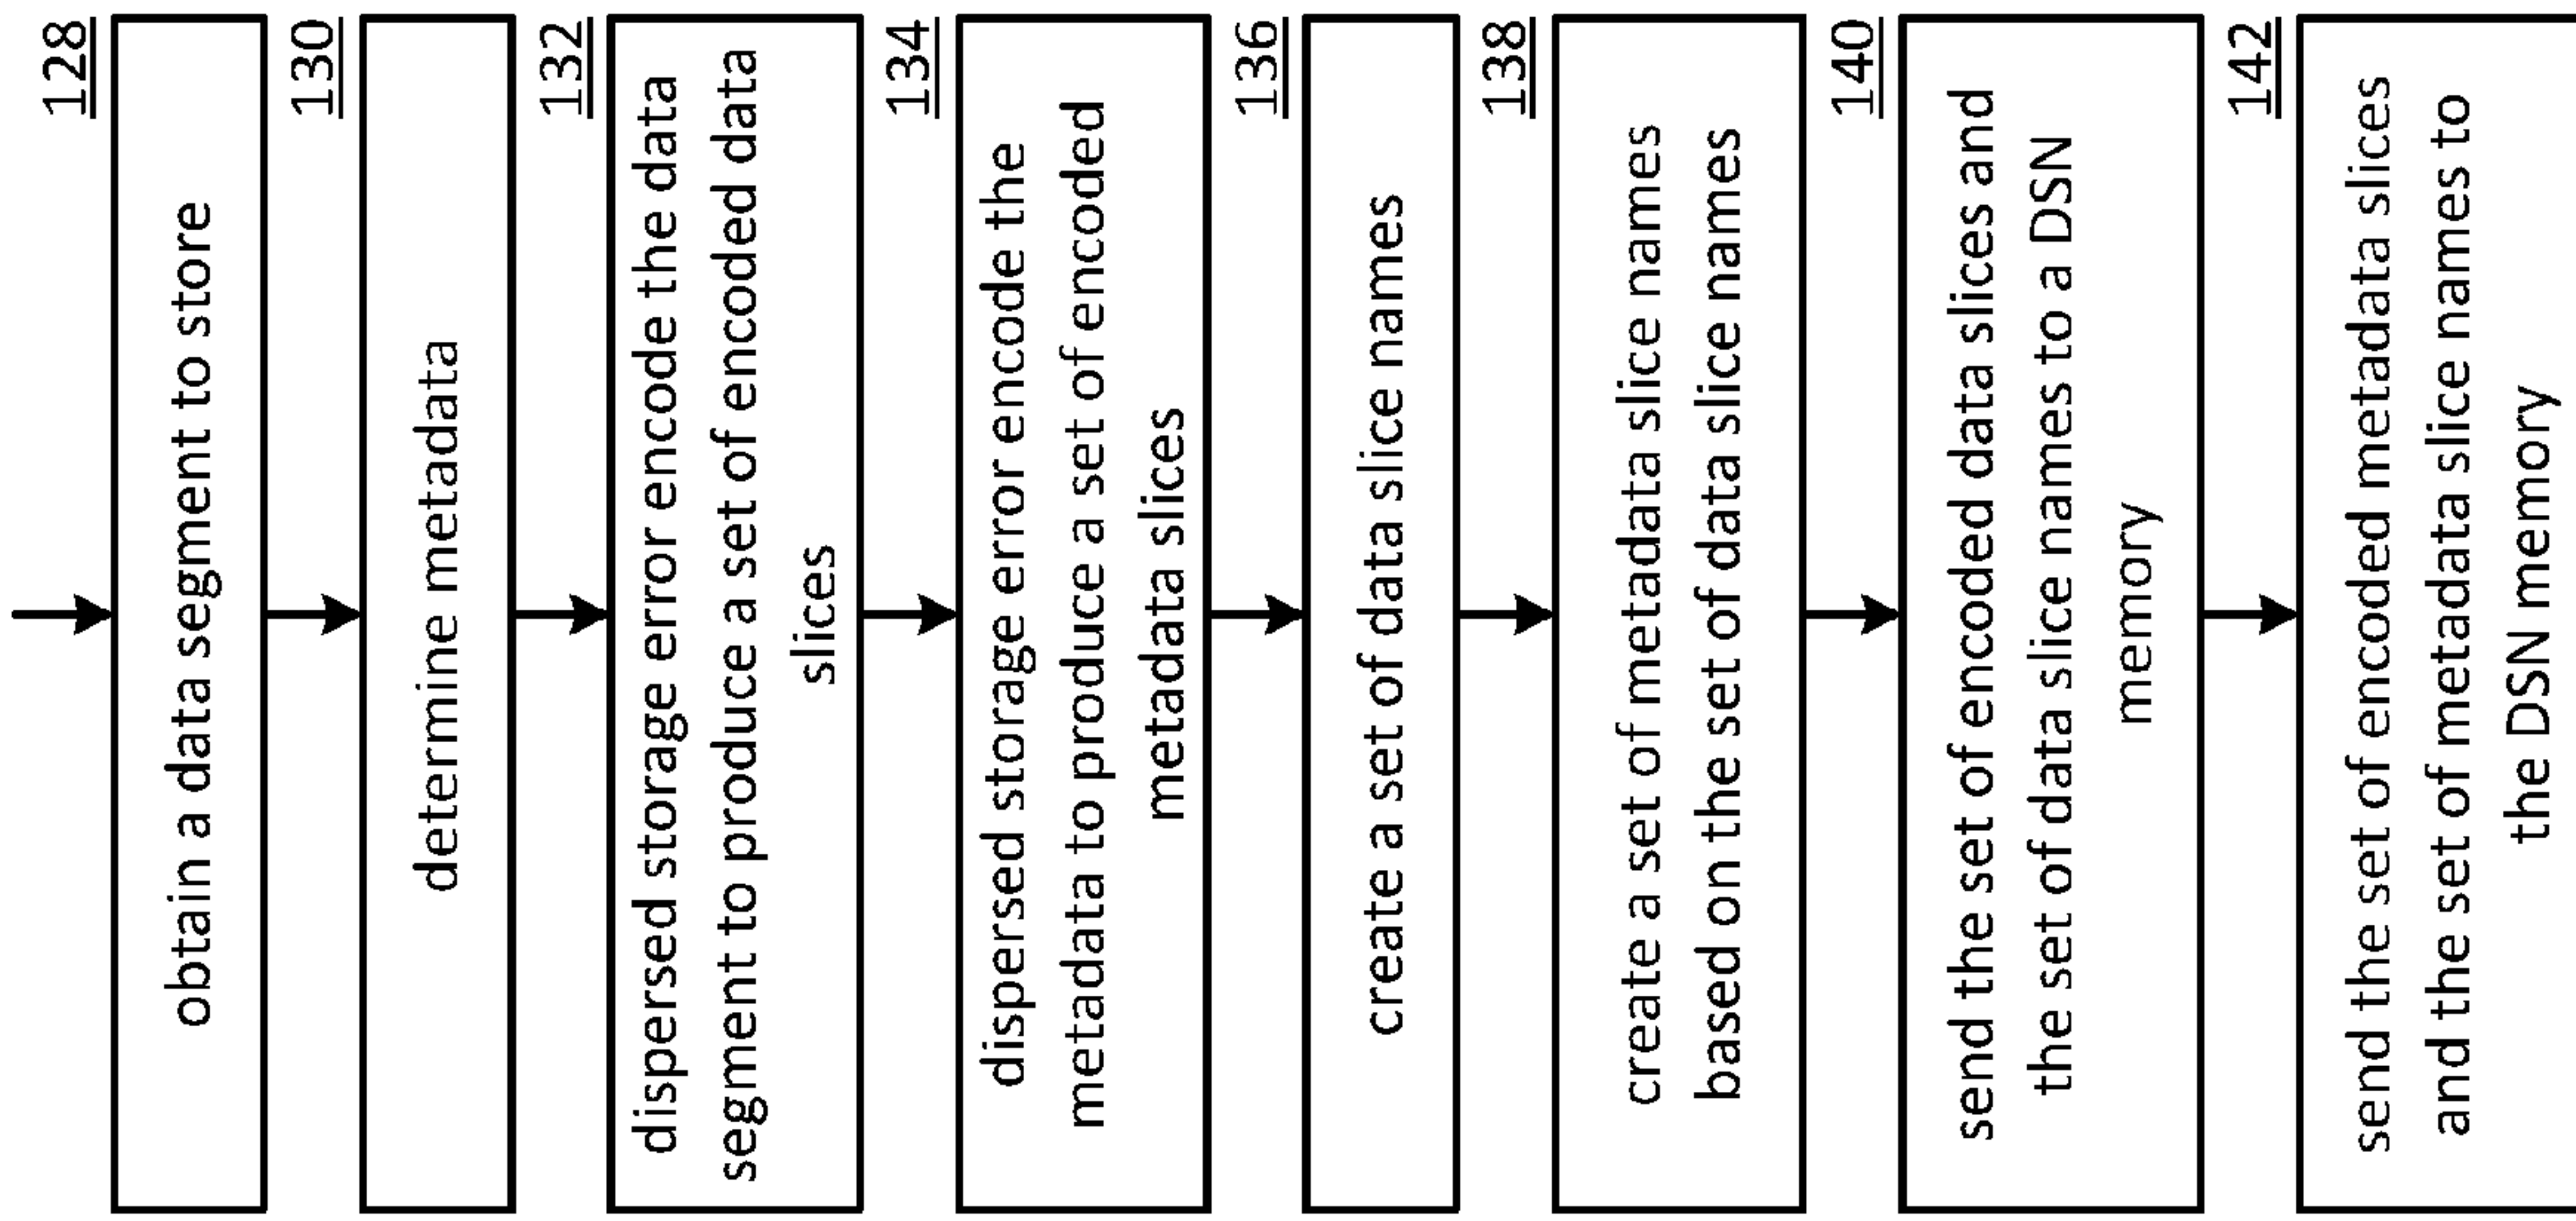 128
obtain a data segment to store
130
determine metadata
132
dispersed storage error encode the data
segment to produce a set of encoded data
slices
134
dispersed storage error encode the
metadata to produce a set of encoded
metadata slices
136
create a set of data slice names
138
create a set of metadata slice names
based on the set of data slice names
140
send the set of encoded data slices and
the set of data slice names to a DSN
memory
142
send the set of encoded metadata slices
and the set of metadata slice names to
the DSN memory